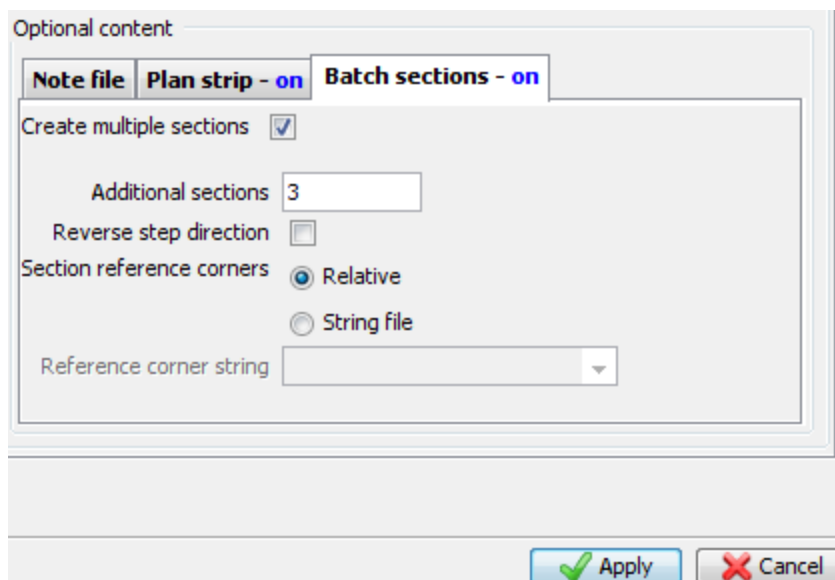 Optional content
Note file Plan strip - on Batch sections - on
Create multiple sections
Additional sections 3
Reverse step direction
Section reference corners Relative
String file
Reference corner string
Apply Cancel